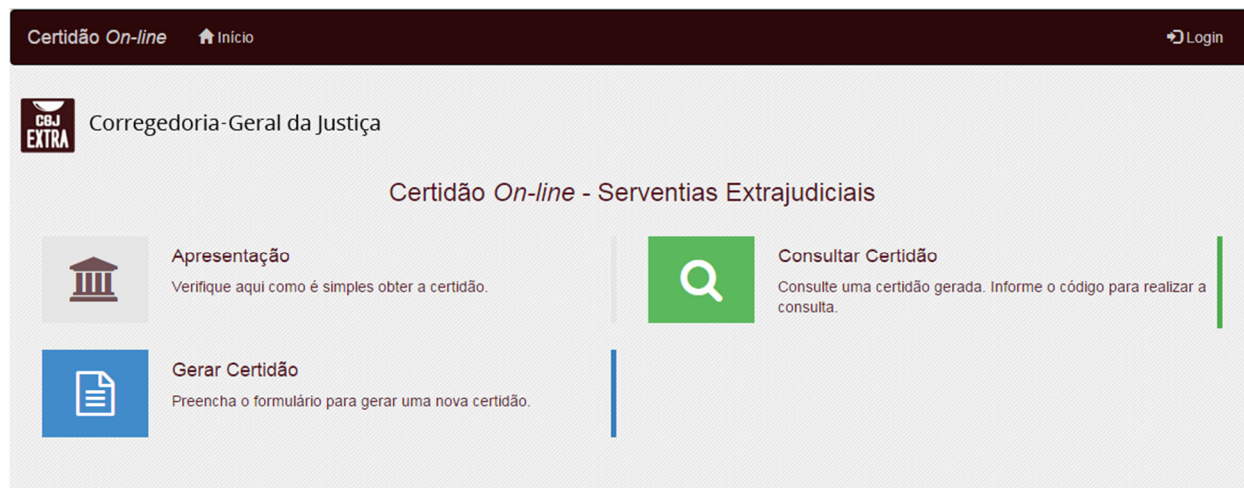 Certidão On-line Início Login
CGJ
EXTRA
Corregedoria-Geral da Justiça
Certidão On-line - Serventias Extrajudiciais
Apresentação
Verifique aqui como é simples obter a certidão.
Consultar Certidão
Consulte uma certidão gerada. Informe o código para realizar a
consulta.
Gerar Certidão
Preencha o formulário para gerar uma nova certidão.